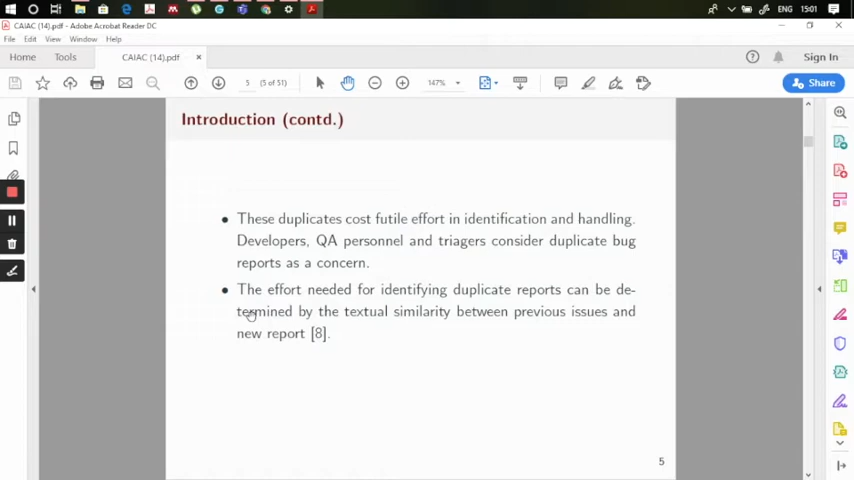 ENG 15:01
CAIAC (14).pdf - Adobe Acrobat Reader DC
File Edit View Window Help
Home Tools CAIAC (14).pdf × Sign In
5 (5 of 51) 147% Share
Introduction (contd.)
• These duplicates cost futile effort in identification and handling.
Developers, QA personnel and triagers consider duplicate bug
reports as a concern.
• The effort needed for identifying duplicate reports can be de-
termined by the textual similarity between previous issues and
new report [8].
5